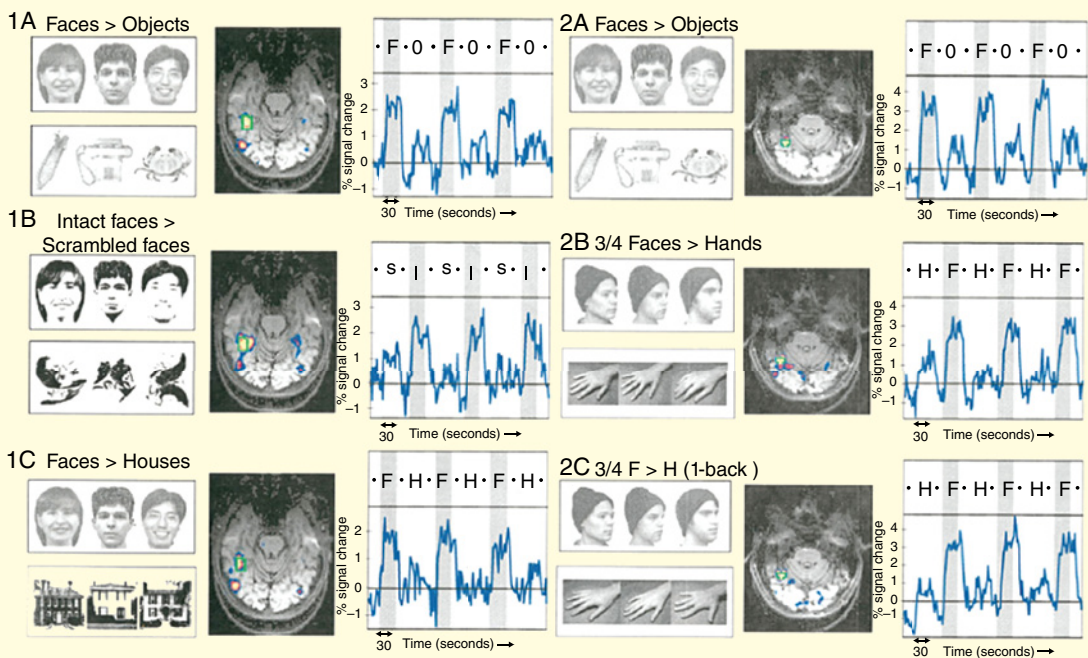 1A Faces > Objects
· F · O · F · O · F · O ·
% signal change
3
2
1
0
−1
30
Time (seconds) →
2A Faces > Objects
· F · O · F · O · F · O ·
% signal change
4
3
2
1
0
−1
30
Time (seconds) →
1B Intact faces >
Scrambled faces
· S · I · S · I · S · I ·
% signal change
3
2
1
0
−1
30
Time (seconds) →
2B 3/4 Faces > Hands
· H · F · H · F · H · F ·
% signal change
4
3
2
1
0
−1
30
Time (seconds) →
1C Faces > Houses
· F · H · F · H · F · H ·
% signal change
2
1
0
−1
30
Time (seconds) →
2C 3/4 F > H (1-back )
· H · F · H · F · H · F ·
% signal change
4
3
2
1
0
−1
30
Time (seconds) →